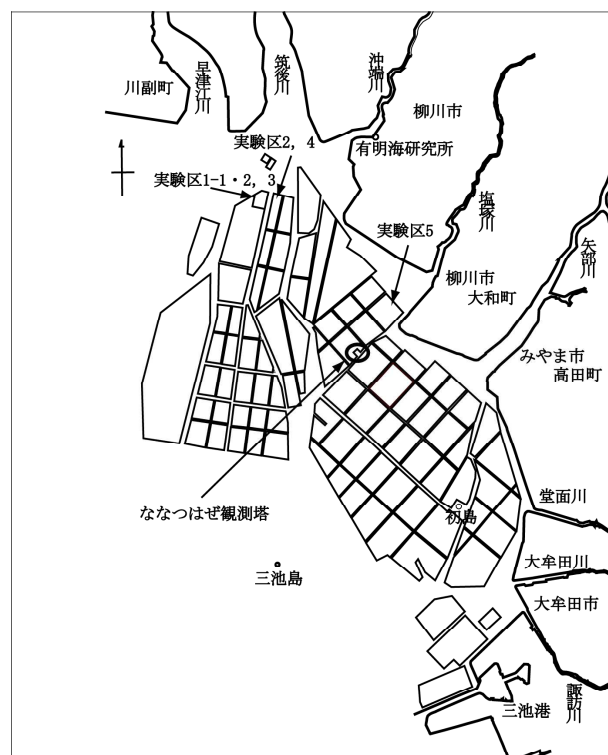 川副町
早津江川
筑後川
沖端川
柳川市
有明海研究所
実験区2, 4
実験区1-1・2, 3
塩塚川
実験区5
矢部川
柳川市
大和町
みやま市
高田町
ななつはぜ観測塔
初島
堂面川
三池島
大牟田川
大牟田市
諏訪川
三池港